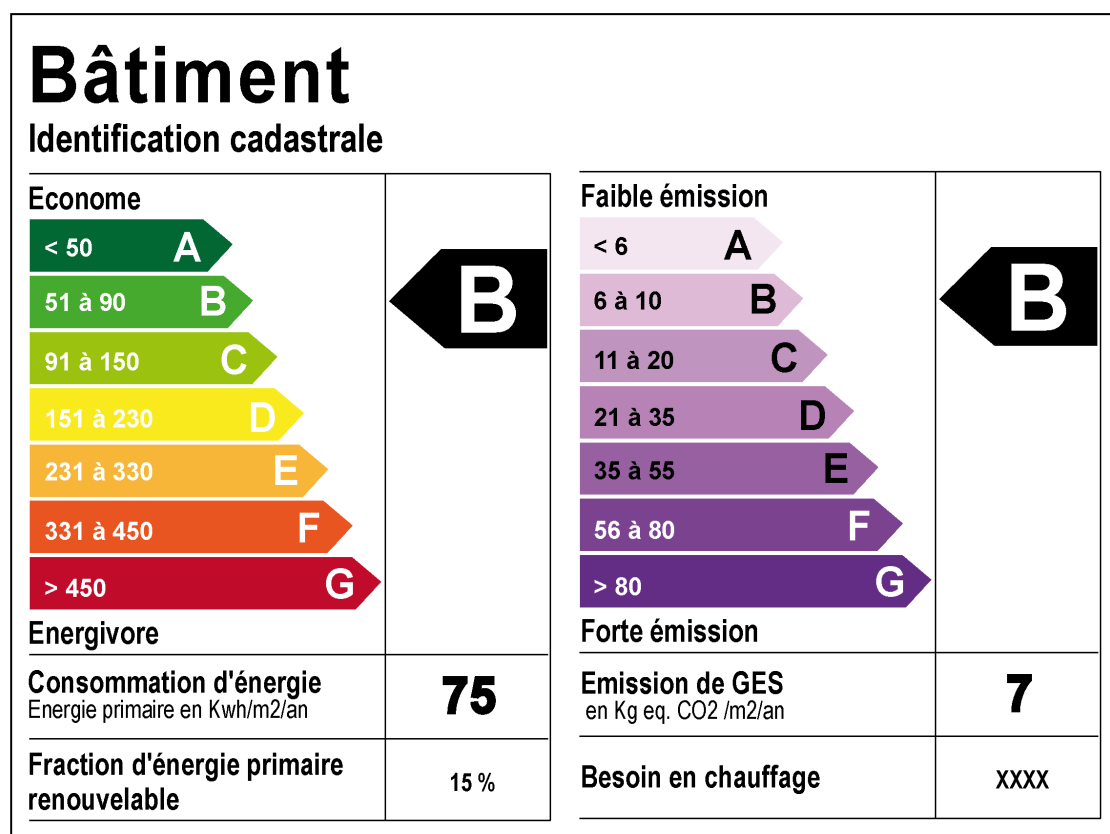 Bâtiment
Identification cadastrale
Econome
< 50 A
51 à 90 B
91 à 150 C
151 à 230 D
231 à 330 E
331 à 450 F
> 450 G
Energivore
B
Consommation d'énergie
Energie primaire en Kwh/m2/an
75
Fraction d'énergie primaire
renouvelable
15 %
Faible émission
< 6 A
6 à 10 B
11 à 20 C
21 à 35 D
35 à 55 E
56 à 80 F
> 80 G
Forte émission
B
Emission de GES
en Kg eq. CO2 /m2/an
7
Besoin en chauffage
XXXX